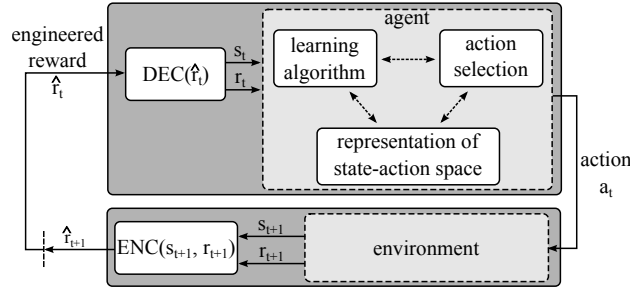 engineered
reward
r̂ₜ
DEC(r̂ₜ)
sₜ
rₜ
agent
learning
algorithm
action
selection
representation of
state-action space
action
aₜ
r̂ₜ₊₁
ENC(sₜ₊₁, rₜ₊₁)
sₜ₊₁
rₜ₊₁
environment